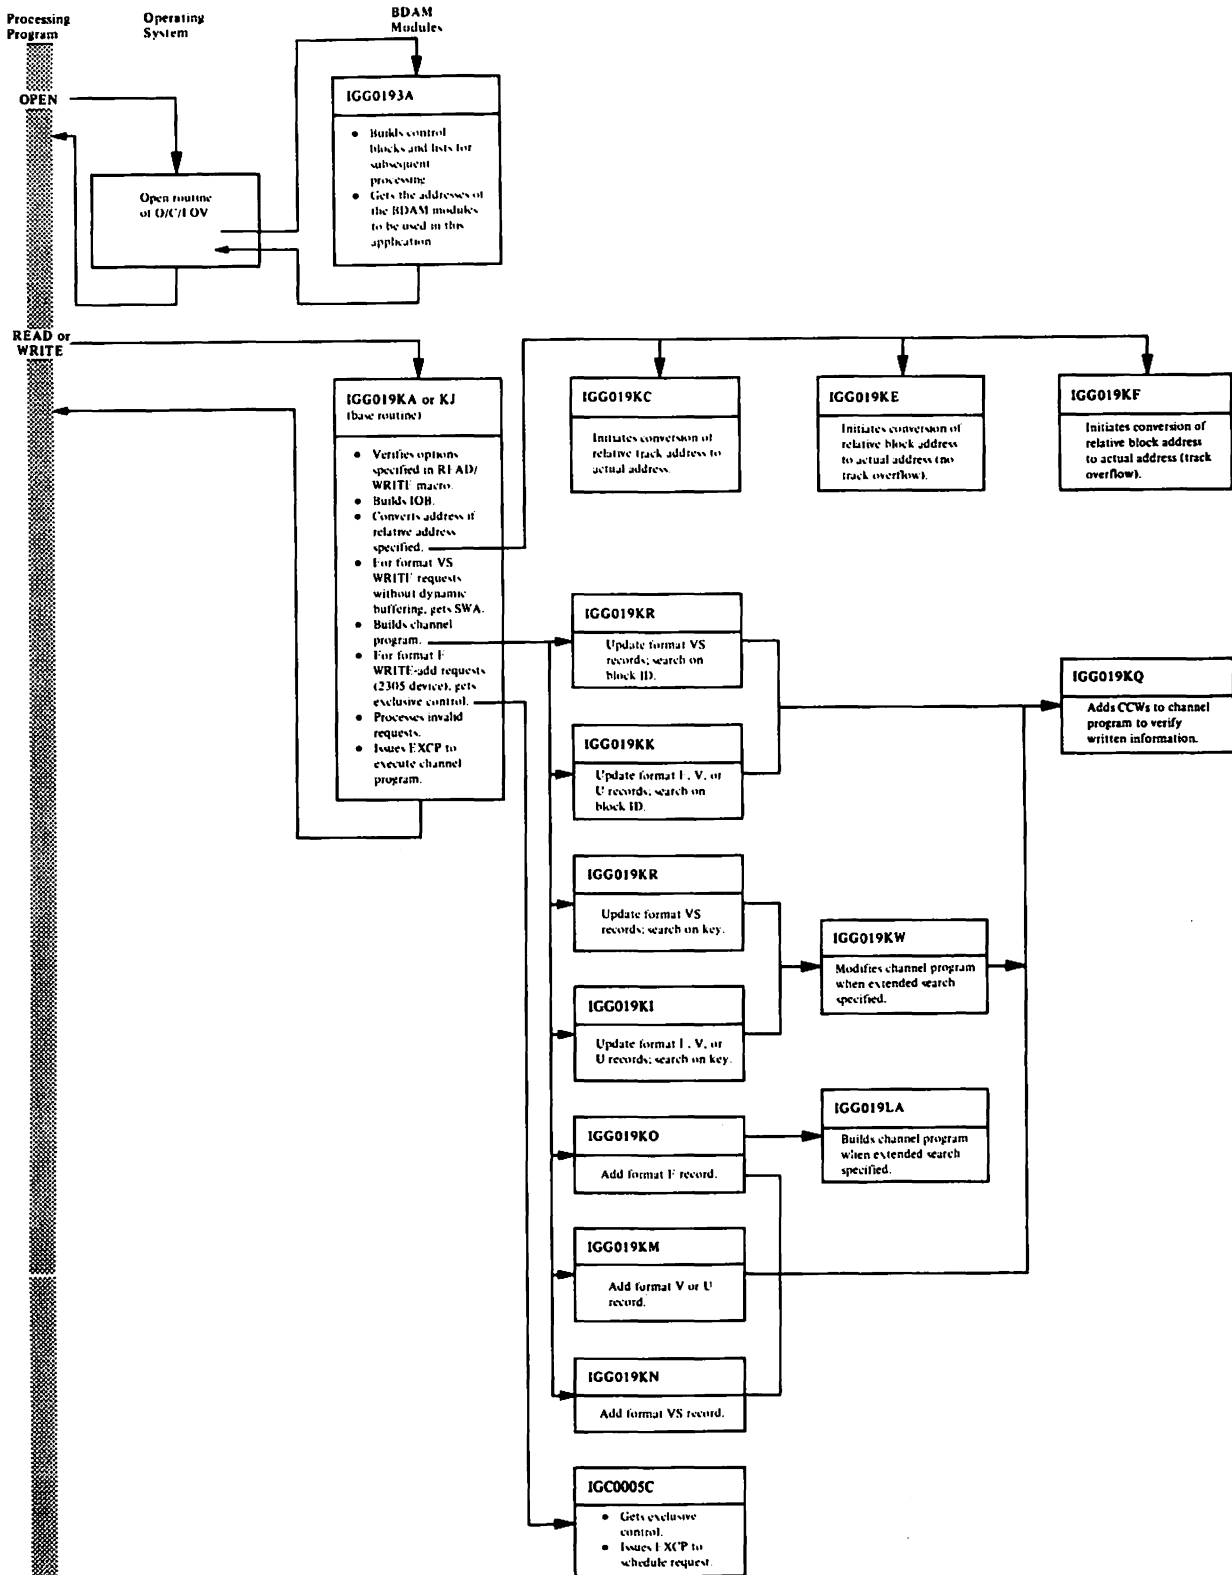 Processing
Program
Operating
System
BDAM
Modules
OPEN
Open routine
of O/C/EOV
IGG0193A
• Builds control
blocks and lists for
subsequent
processing
• Gets the addresses of
the BDAM modules
to be used in this
application
READ or
WRITE
IGG019KA or KJ
(base routine)
• Verifies options
specified in READ/
WRITE macro.
• Builds IOB.
• Converts address if
relative address
specified.
• For format VS
WRITE requests
without dynamic
buffering, gets SWA.
• Builds channel
program.
• For format F
WRITE-add requests
(2305 device), gets
exclusive control.
• Processes invalid
requests.
• Issues EXCP to
execute channel
program.
IGG019KC
Initiates conversion of
relative track address to
actual address.
IGG019KE
Initiates conversion of
relative block address
to actual address (no
track overflow).
IGG019KF
Initiates conversion of
relative block address
to actual address (track
overflow).
IGG019KR
Update format VS
records; search on
block ID.
IGG019KK
Update format F, V, or
U records; search on
block ID.
IGG019KQ
Adds CCWs to channel
program to verify
written information.
IGG019KR
Update format VS
records; search on key.
IGG019KI
Update format F, V, or
U records; search on key.
IGG019KW
Modifies channel program
when extended search
specified.
IGG019KO
Add format F record.
IGG019LA
Builds channel program
when extended search
specified.
IGG019KM
Add format V or U
record.
IGG019KN
Add format VS record.
IGC0005C
• Gets exclusive
control.
• Issues EXCP to
schedule request.